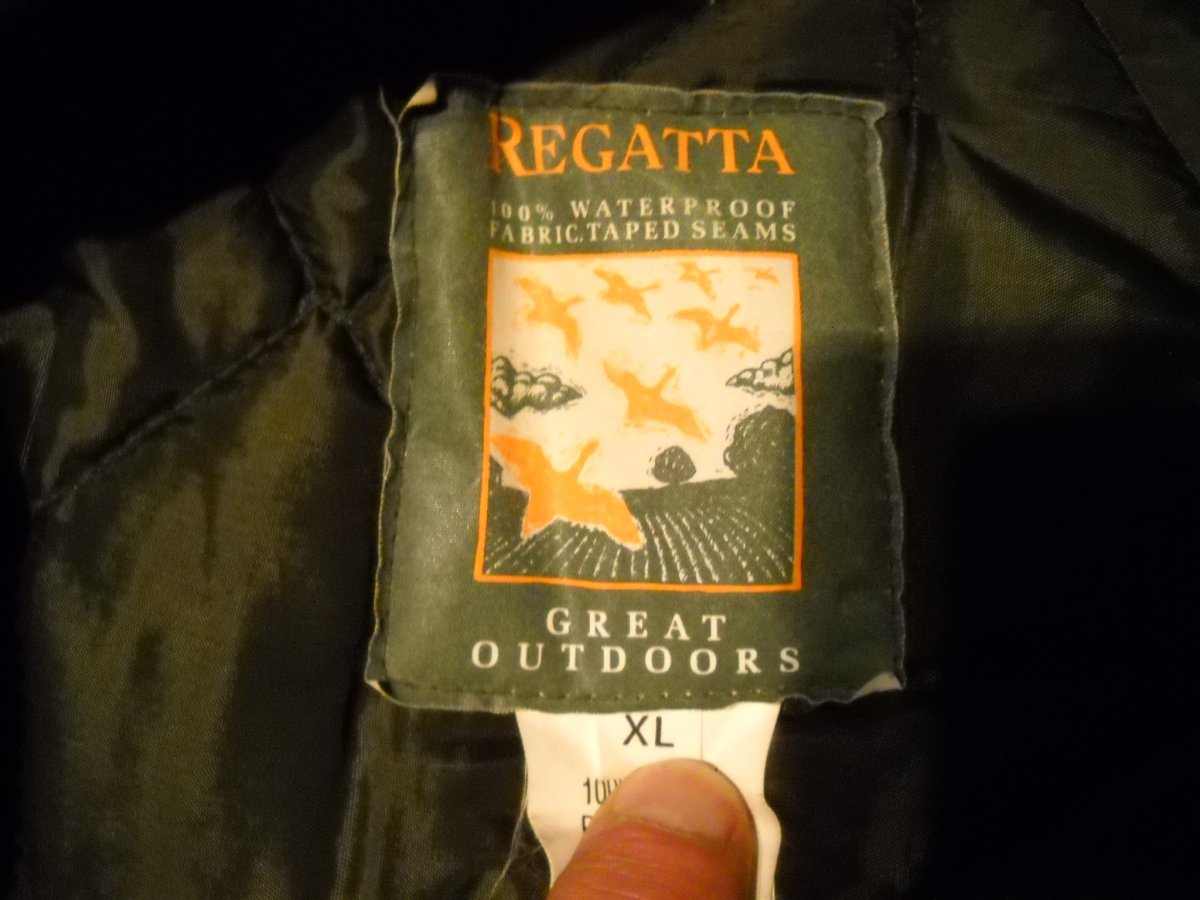 REGATTA
100% WATERPROOF
FABRIC. TAPED SEAMS
GREAT
OUTDOORS
XL